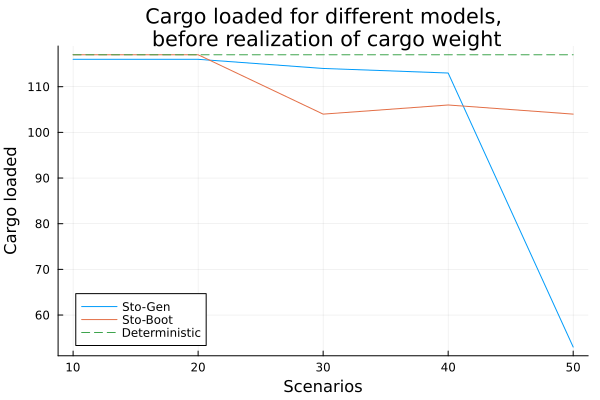 Cargo loaded for different models,
before realization of cargo weight
Cargo loaded
110
100
90
80
70
60
Sto-Gen
Sto-Boot
Deterministic
10 20 30 40 50
Scenarios